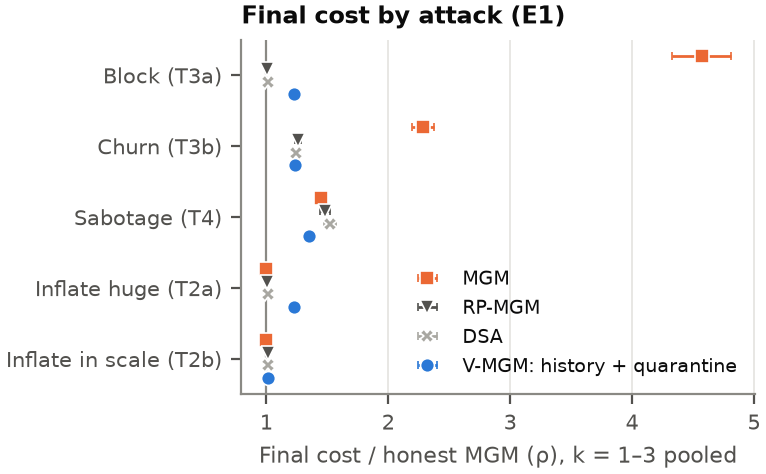 Final cost by attack (E1)
Block (T3a)
Churn (T3b)
Sabotage (T4)
Inflate huge (T2a)
Inflate in scale (T2b)
MGM
RP-MGM
DSA
V-MGM: history + quarantine
1 2 3 4 5
Final cost / honest MGM (ρ), k = 1–3 pooled